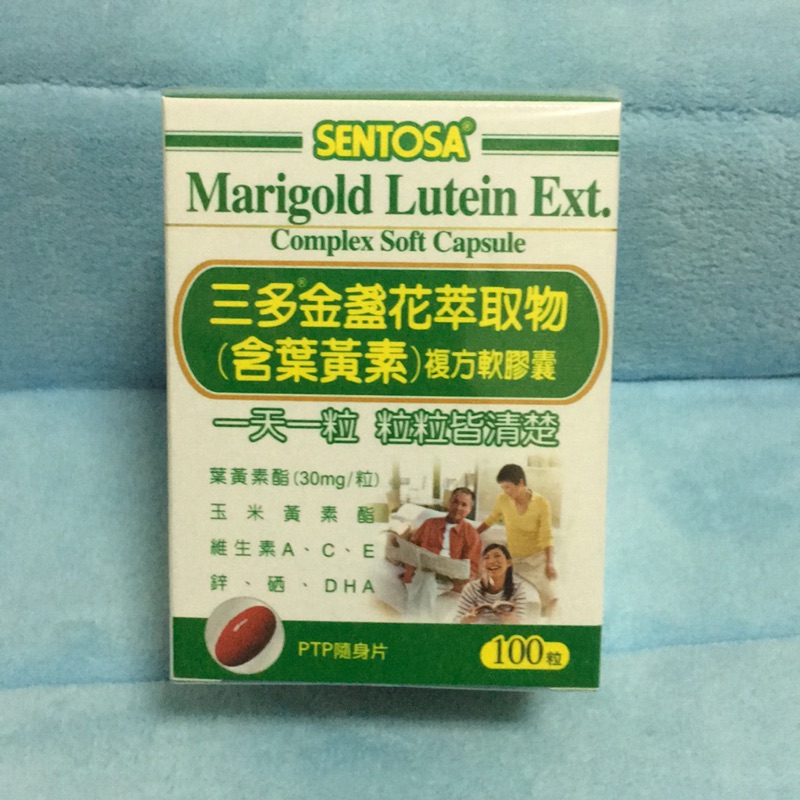 SENTOSA®
Marigold Lutein Ext.
Complex Soft Capsule
三多®金盞花萃取物
(含葉黃素)複方軟膠囊
一天一粒 粒粒皆清楚
葉黃素酯(30mg/粒)
玉米黃素酯
維生素A、C、E
鋅、硒、DHA
PTP隨身片
100粒